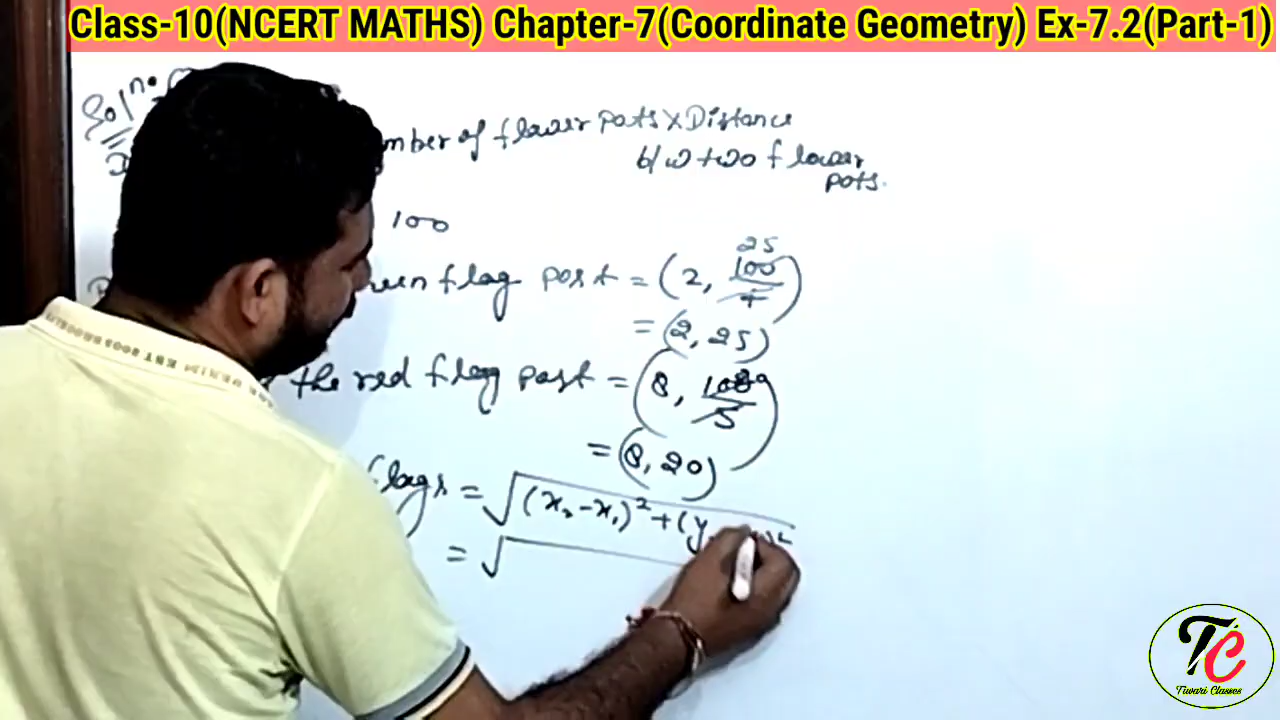 Class-10(NCERT MATHS) Chapter-7(Coordinate Geometry) Ex-7.2(Part-1)
Solⁿ⁰
of flower pots × Distance
b/w two flower
pots.
100
flag post = (2, 100/4) 25
= (2, 25)
the red flag post = (8, 100/5)
= (8, 20)
flags = √(x₂-x₁)²+(y
= √
TC
Tiwari Classes